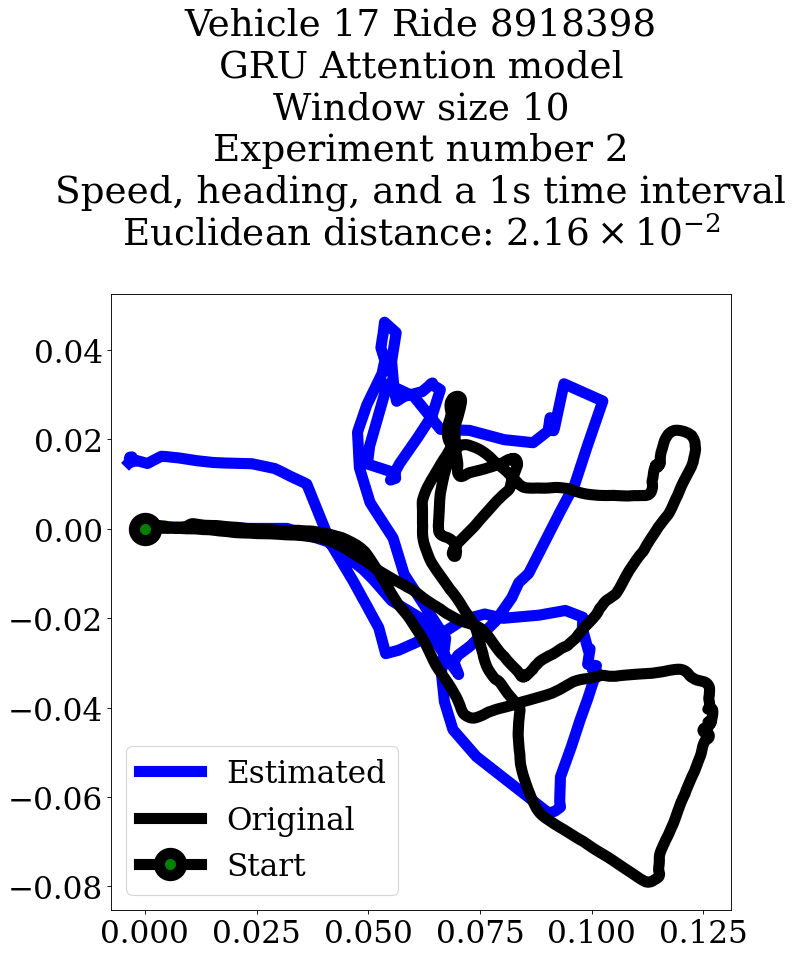 Vehicle 17 Ride 8918398
GRU Attention model
Window size 10
Experiment number 2
Speed, heading, and a 1s time interval
Euclidean distance: 2.16 × 10⁻²
0.04
0.02
0.00
−0.02
−0.04
−0.06
−0.08
Estimated
Original
Start
0.000 0.025 0.050 0.075 0.100 0.125